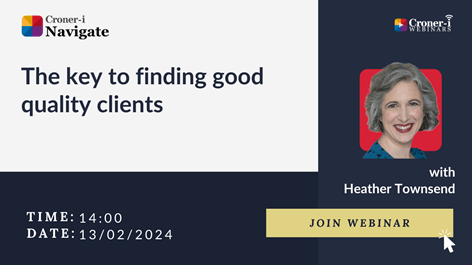 Croner-i
Navigate
Croner-i
WEBINARS
The key to finding good
quality clients
with
Heather Townsend
TIME: 14:00
DATE: 13/02/2024
JOIN WEBINAR